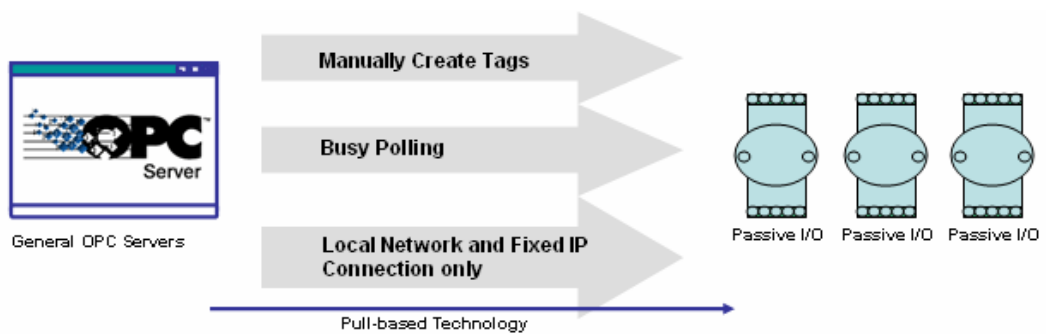 Manually Create Tags
OPC™
Server
Busy Polling
General OPC Servers
Local Network and Fixed IP
Connection only
Passive I/O
Passive I/O
Passive I/O
Pull-based Technology